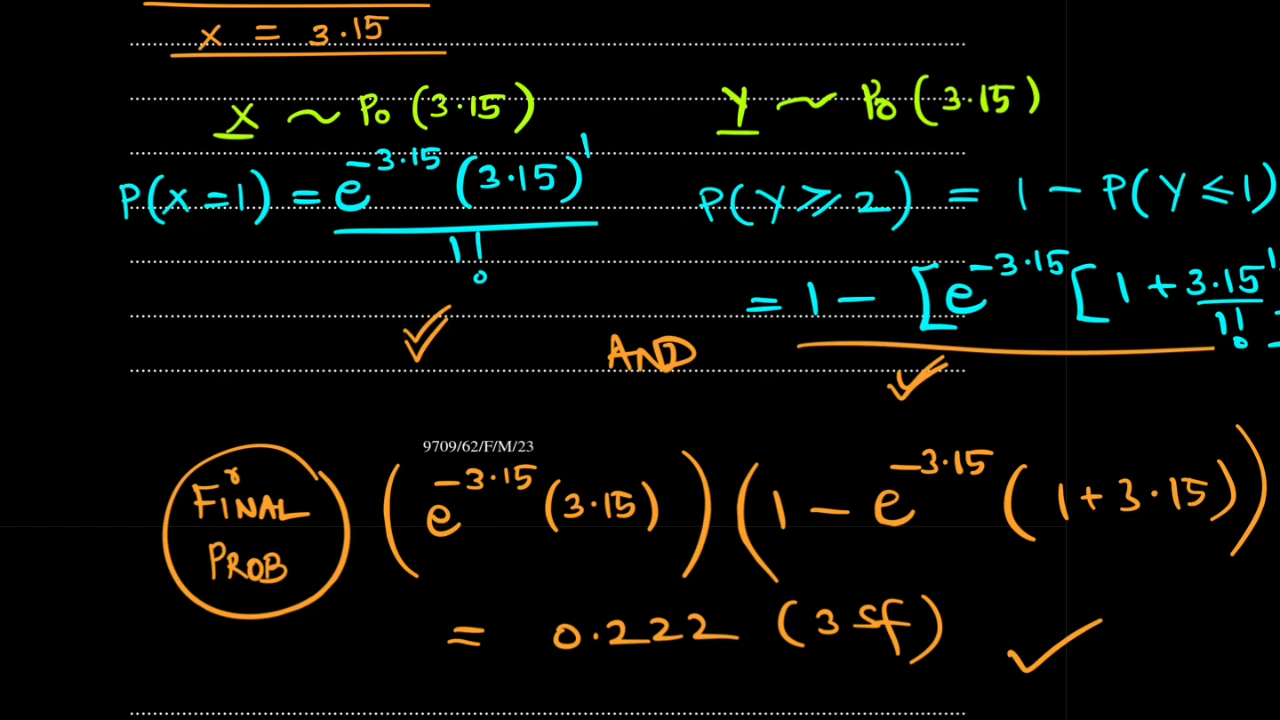 x = 3.15
X ~ Po (3.15)
Y ~ Po (3.15)
P(X=1) = e^-3.15 (3.15)^1
1!
P(Y ⩾ 2) = 1 - P(Y ≤ 1)
= 1 - [e^-3.15 [1 + 3.15^1
1!
AND
9709/62/F/M/23
FINAL
PROB
(e^-3.15 (3.15)) (1 - e^-3.15 (1 + 3.15))
= 0.222 (3 sf)